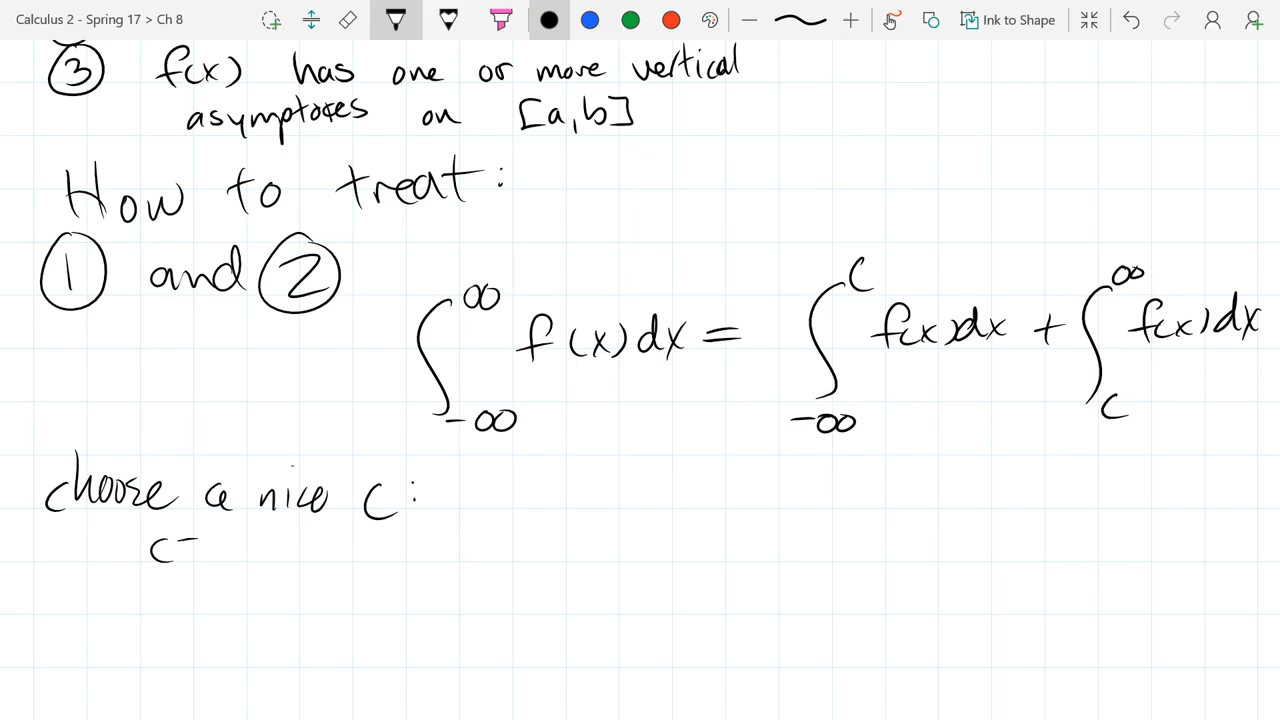 Calculus 2 - Spring 17 > Ch 8
Link to Shape
③ f(x) has one or more vertical
asymptotes on [a,b]
How to treat:
① and ②
∫_{-∞}^{∞} f(x)dx = ∫_{-∞}^{c} f(x)dx + ∫_{c}^{∞} f(x)dx
choose a nice c:
c-